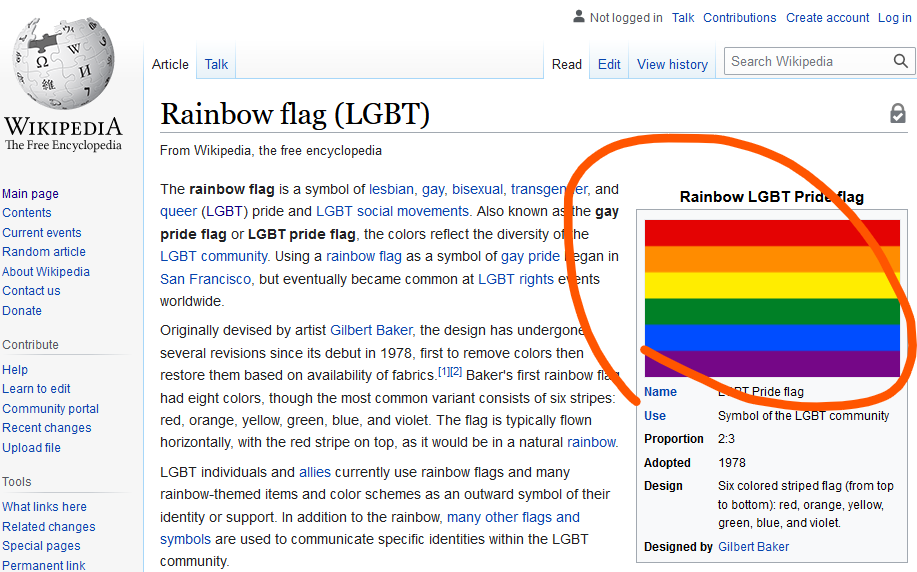 Not logged in Talk Contributions Create account Log in
Article Talk Read Edit View history Search Wikipedia
WIKIPEDIA
The Free Encyclopedia
Main page
Contents
Current events
Random article
About Wikipedia
Contact us
Donate
Contribute
Help
Learn to edit
Community portal
Recent changes
Upload file
Tools
What links here
Related changes
Special pages
Permanent link
Rainbow flag (LGBT)
From Wikipedia, the free encyclopedia
The rainbow flag is a symbol of lesbian, gay, bisexual, transgender, and
queer (LGBT) pride and LGBT social movements. Also known as the gay
pride flag or LGBT pride flag, the colors reflect the diversity of the
LGBT community. Using a rainbow flag as a symbol of gay pride began in
San Francisco, but eventually became common at LGBT rights events
worldwide.
Originally devised by artist Gilbert Baker, the design has undergone
several revisions since its debut in 1978, first to remove colors then
restore them based on availability of fabrics.[1][2] Baker's first rainbow flag
had eight colors, though the most common variant consists of six stripes:
red, orange, yellow, green, blue, and violet. The flag is typically flown
horizontally, with the red stripe on top, as it would be in a natural rainbow.
LGBT individuals and allies currently use rainbow flags and many
rainbow-themed items and color schemes as an outward symbol of their
identity or support. In addition to the rainbow, many other flags and
symbols are used to communicate specific identities within the LGBT
community.
Rainbow LGBT Pride flag
Name LGBT Pride flag
Use Symbol of the LGBT community
Proportion 2:3
Adopted 1978
Design Six colored striped flag (from top
to bottom): red, orange, yellow,
green, blue, and violet.
Designed by Gilbert Baker
Ω W И 維